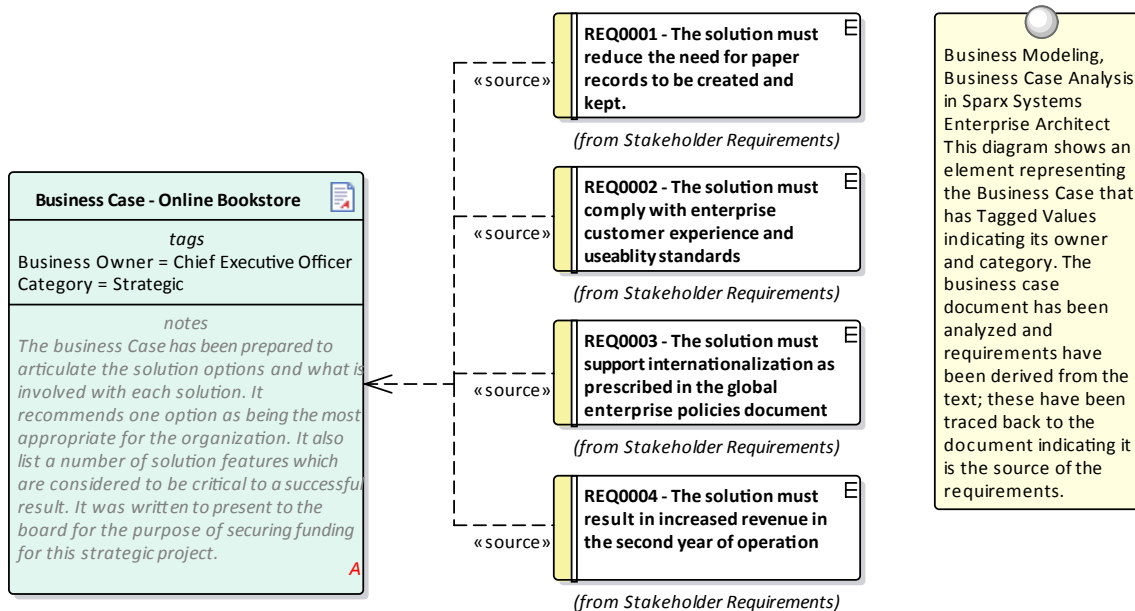 Business Case - Online Bookstore
tags
Business Owner = Chief Executive Officer
Category = Strategic
notes
The business Case has been prepared to
articulate the solution options and what is
involved with each solution. It
recommends one option as being the most
appropriate for the organization. It also
list a number of solution features which
are considered to be critical to a successful
result. It was written to present to the
board for the purpose of securing funding
for this strategic project.
A
«source»
REQ0001 - The solution must
reduce the need for paper
records to be created and
kept.
E
(from Stakeholder Requirements)
«source»
REQ0002 - The solution must
comply with enterprise
customer experience and
useablity standards
E
(from Stakeholder Requirements)
«source»
REQ0003 - The solution must
support internationalization as
prescribed in the global
enterprise policies document
E
(from Stakeholder Requirements)
«source»
REQ0004 - The solution must
result in increased revenue in
the second year of operation
E
(from Stakeholder Requirements)
Business Modeling,
Business Case Analysis
in Sparx Systems
Enterprise Architect
This diagram shows an
element representing
the Business Case that
has Tagged Values
indicating its owner
and category. The
business case
document has been
analyzed and
requirements have
been derived from the
text; these have been
traced back to the
document indicating it
is the source of the
requirements.